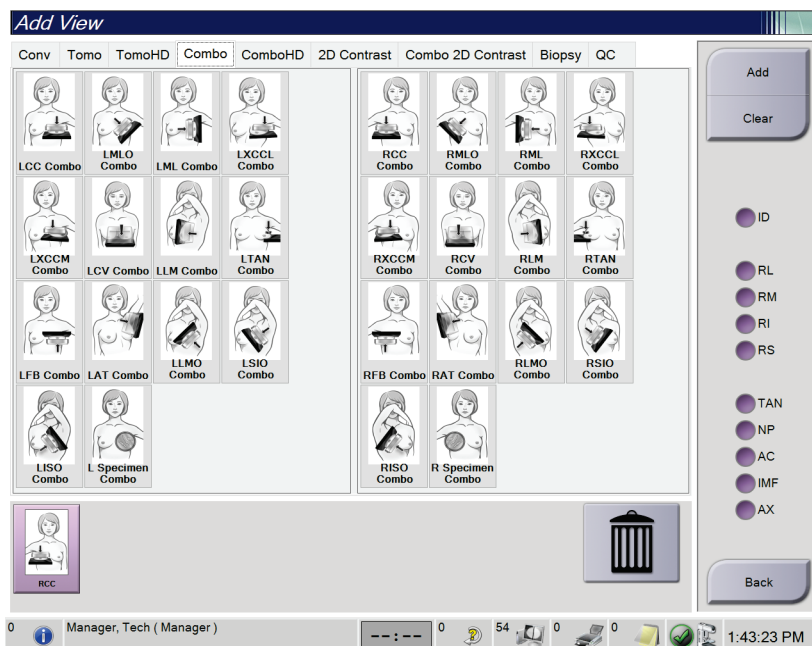 Add View
Conv Tomo TomoHD Combo ComboHD 2D Contrast Combo 2D Contrast Biopsy QC
LCC Combo
LMLO Combo
LML Combo
LXCCL Combo
RCC Combo
RMLO Combo
RML Combo
RXCCL Combo
LXCCM Combo
LCV Combo
LLM Combo
LTAN Combo
RXCCM Combo
RCV Combo
RLM Combo
RTAN Combo
LFB Combo
LAT Combo
LLMO Combo
LSIO Combo
RFB Combo
RAT Combo
RLMO Combo
RSIO Combo
LISO Combo
L Specimen Combo
RISO Combo
R Specimen Combo
RCC
Add
Clear
ID
RL
RM
RI
RS
TAN
NP
AC
IMF
AX
Back
0 Manager, Tech ( Manager ) --:-- 0 54 0 0 1:43:23 PM